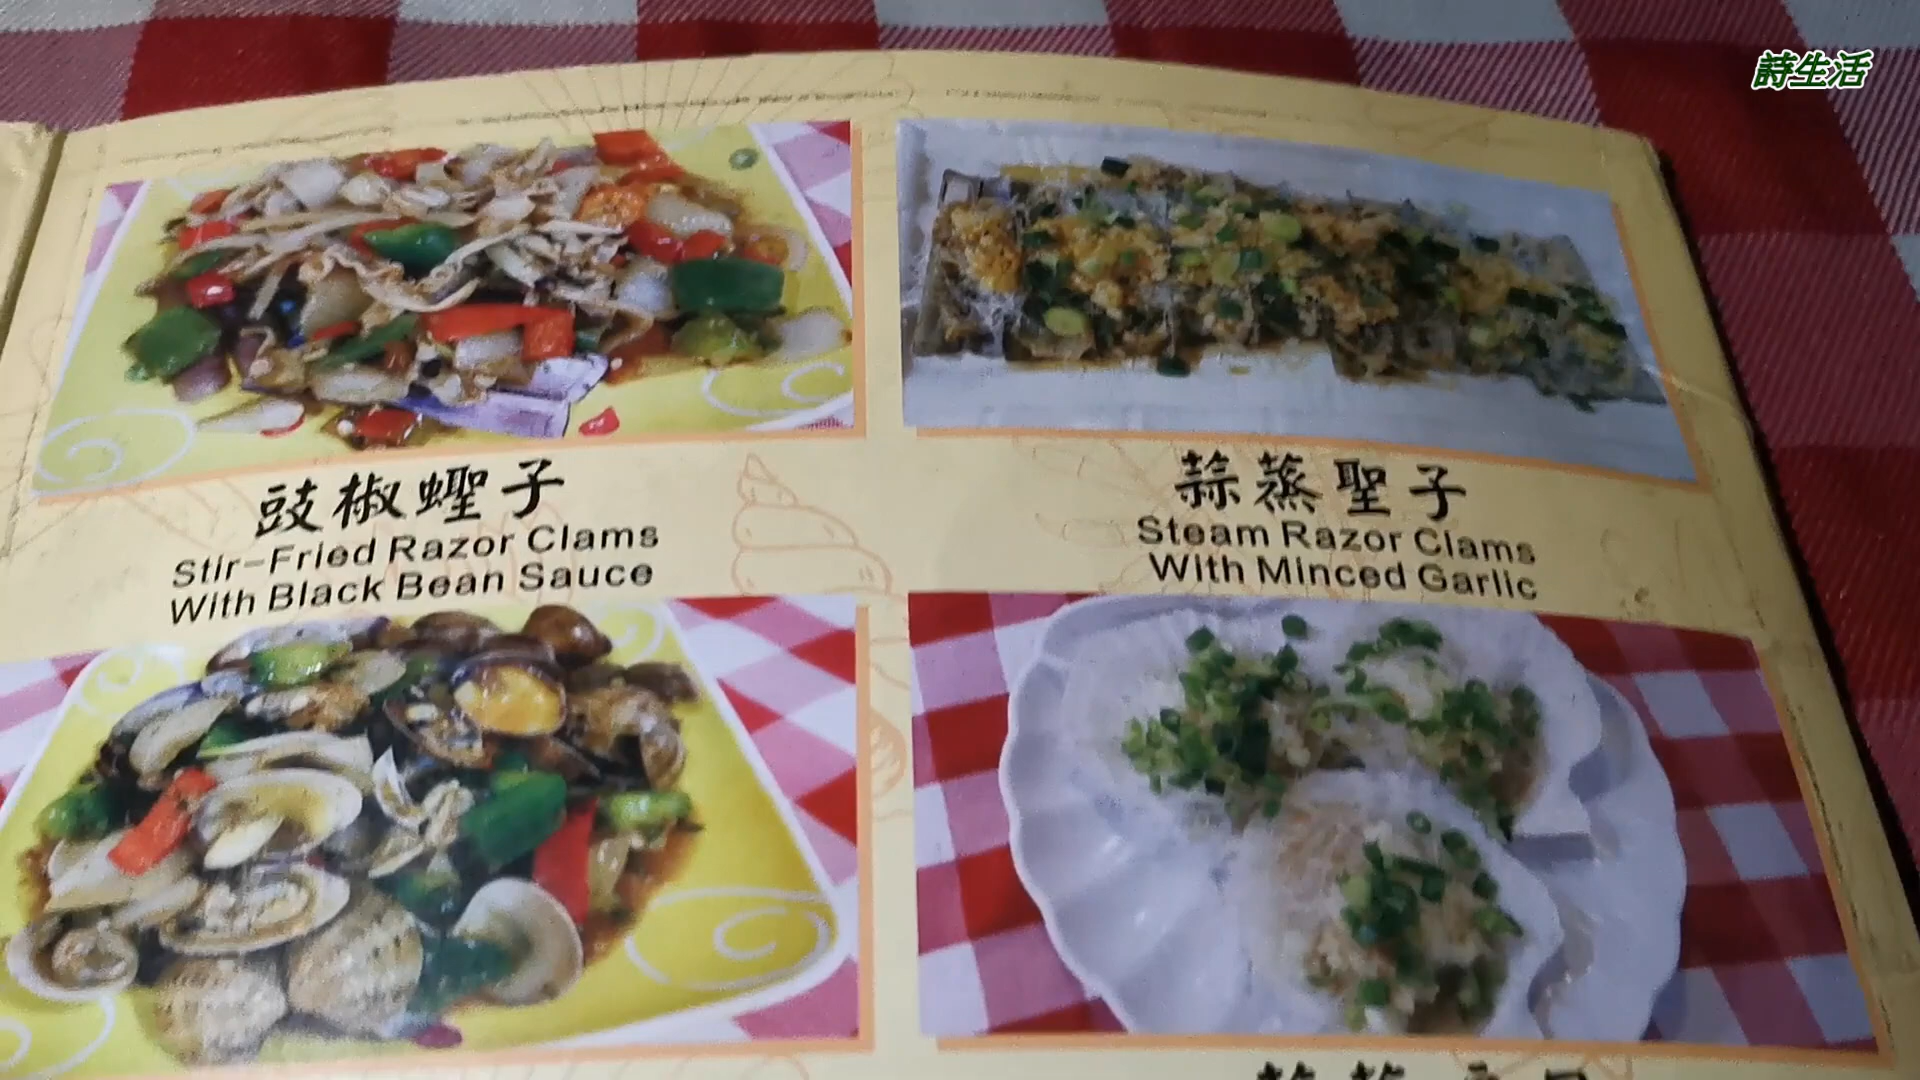 詩生活
豉椒蟶子
Stir-Fried Razor Clams
With Black Bean Sauce
蒜蒸聖子
Steam Razor Clams
With Minced Garlic